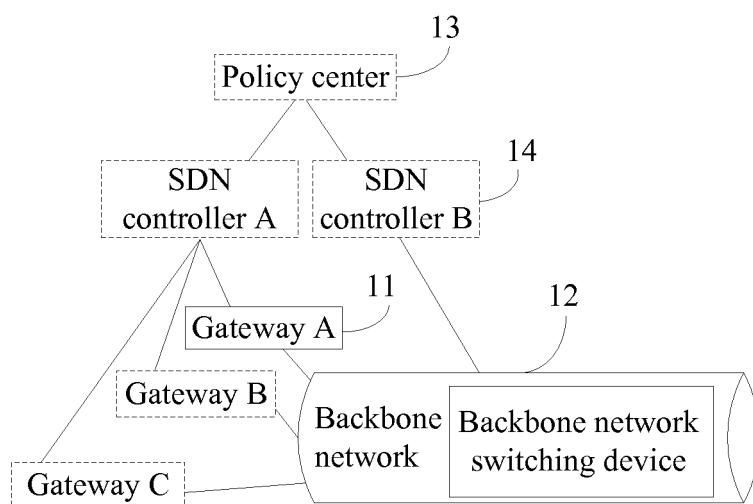 13
Policy center
14
SDN
controller A
SDN
controller B
11
Gateway A
12
Gateway B
Backbone
network
Backbone network
switching device
Gateway C